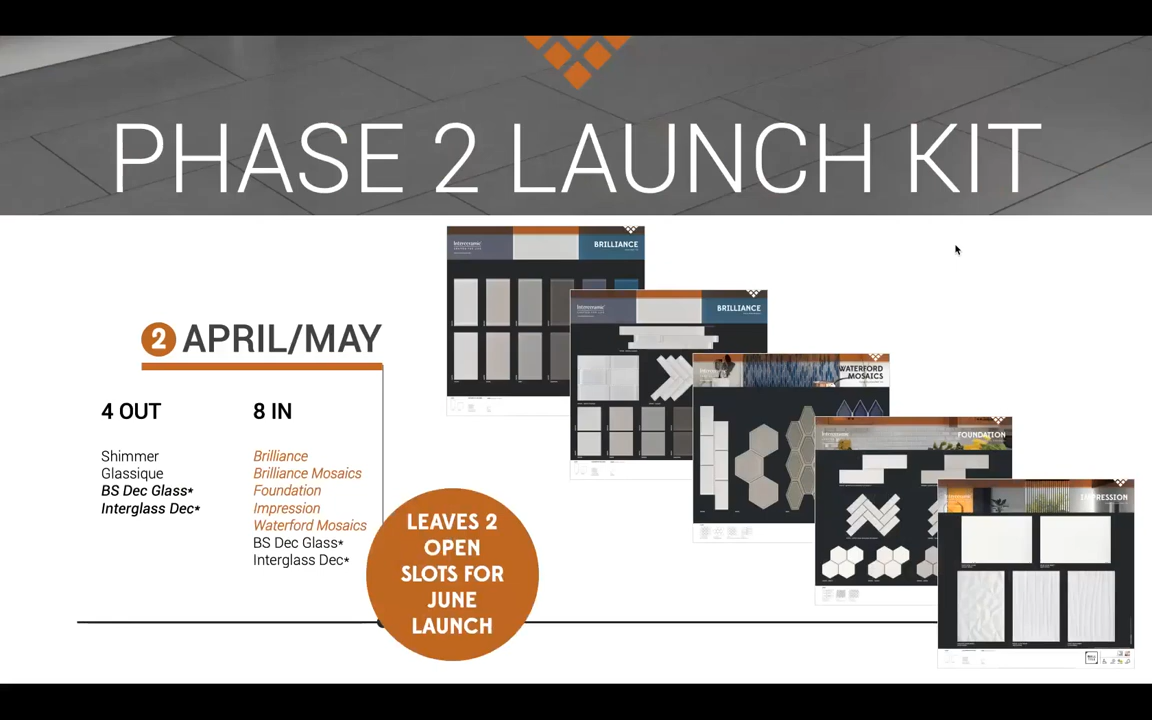 PHASE 2 LAUNCH KIT
2 APRIL/MAY
4 OUT
Shimmer
Glassique
BS Dec Glass*
Interglass Dec*
8 IN
Brilliance
Brilliance Mosaics
Foundation
Impression
Waterford Mosaics
BS Dec Glass*
Interglass Dec*
LEAVES 2
OPEN
SLOTS FOR
JUNE
LAUNCH
Interceramic
BRILLIANCE
Interceramic
BRILLIANCE
WATERFORD
MOSAICS
FOUNDATION
IMPRESSION